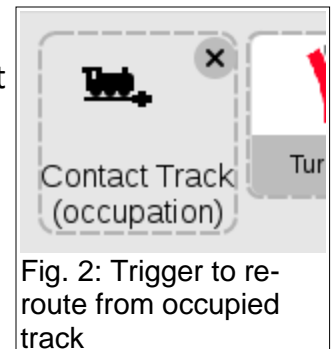 t
Contact Track
(occupation)
Tur
Fig. 2: Trigger to re-
route from occupied
track